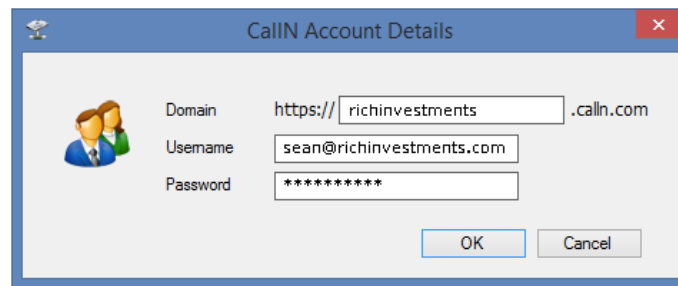 CallN Account Details
Domain https:// richinvestments .calln.com
Username sean@richinvestments.com
Password **********
OK Cancel